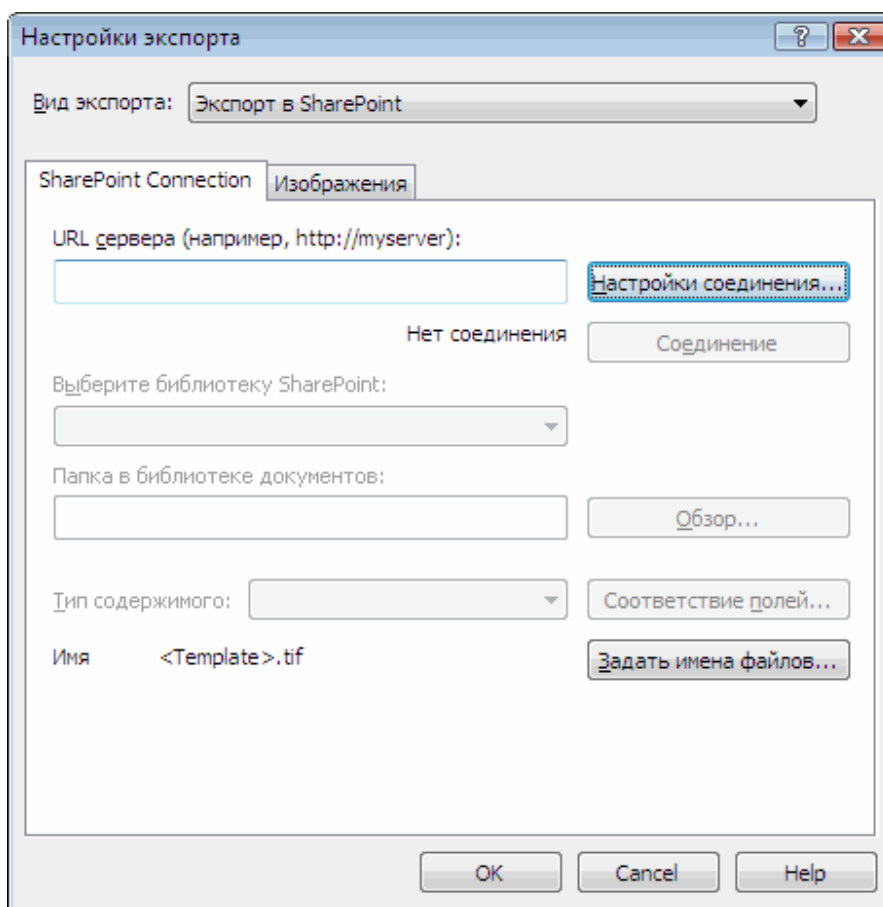 Настройки экспорта
Вид экспорта: Экспорт в SharePoint
SharePoint Connection Изображения
URL сервера (например, http://myserver):
Настройки соединения...
Нет соединения Соединение
Выберите библиотеку SharePoint:
Папка в библиотеке документов:
Обзор...
Тип содержимого: Соответствие полей...
Имя <Template>.tif Задать имена файлов...
OK Cancel Help